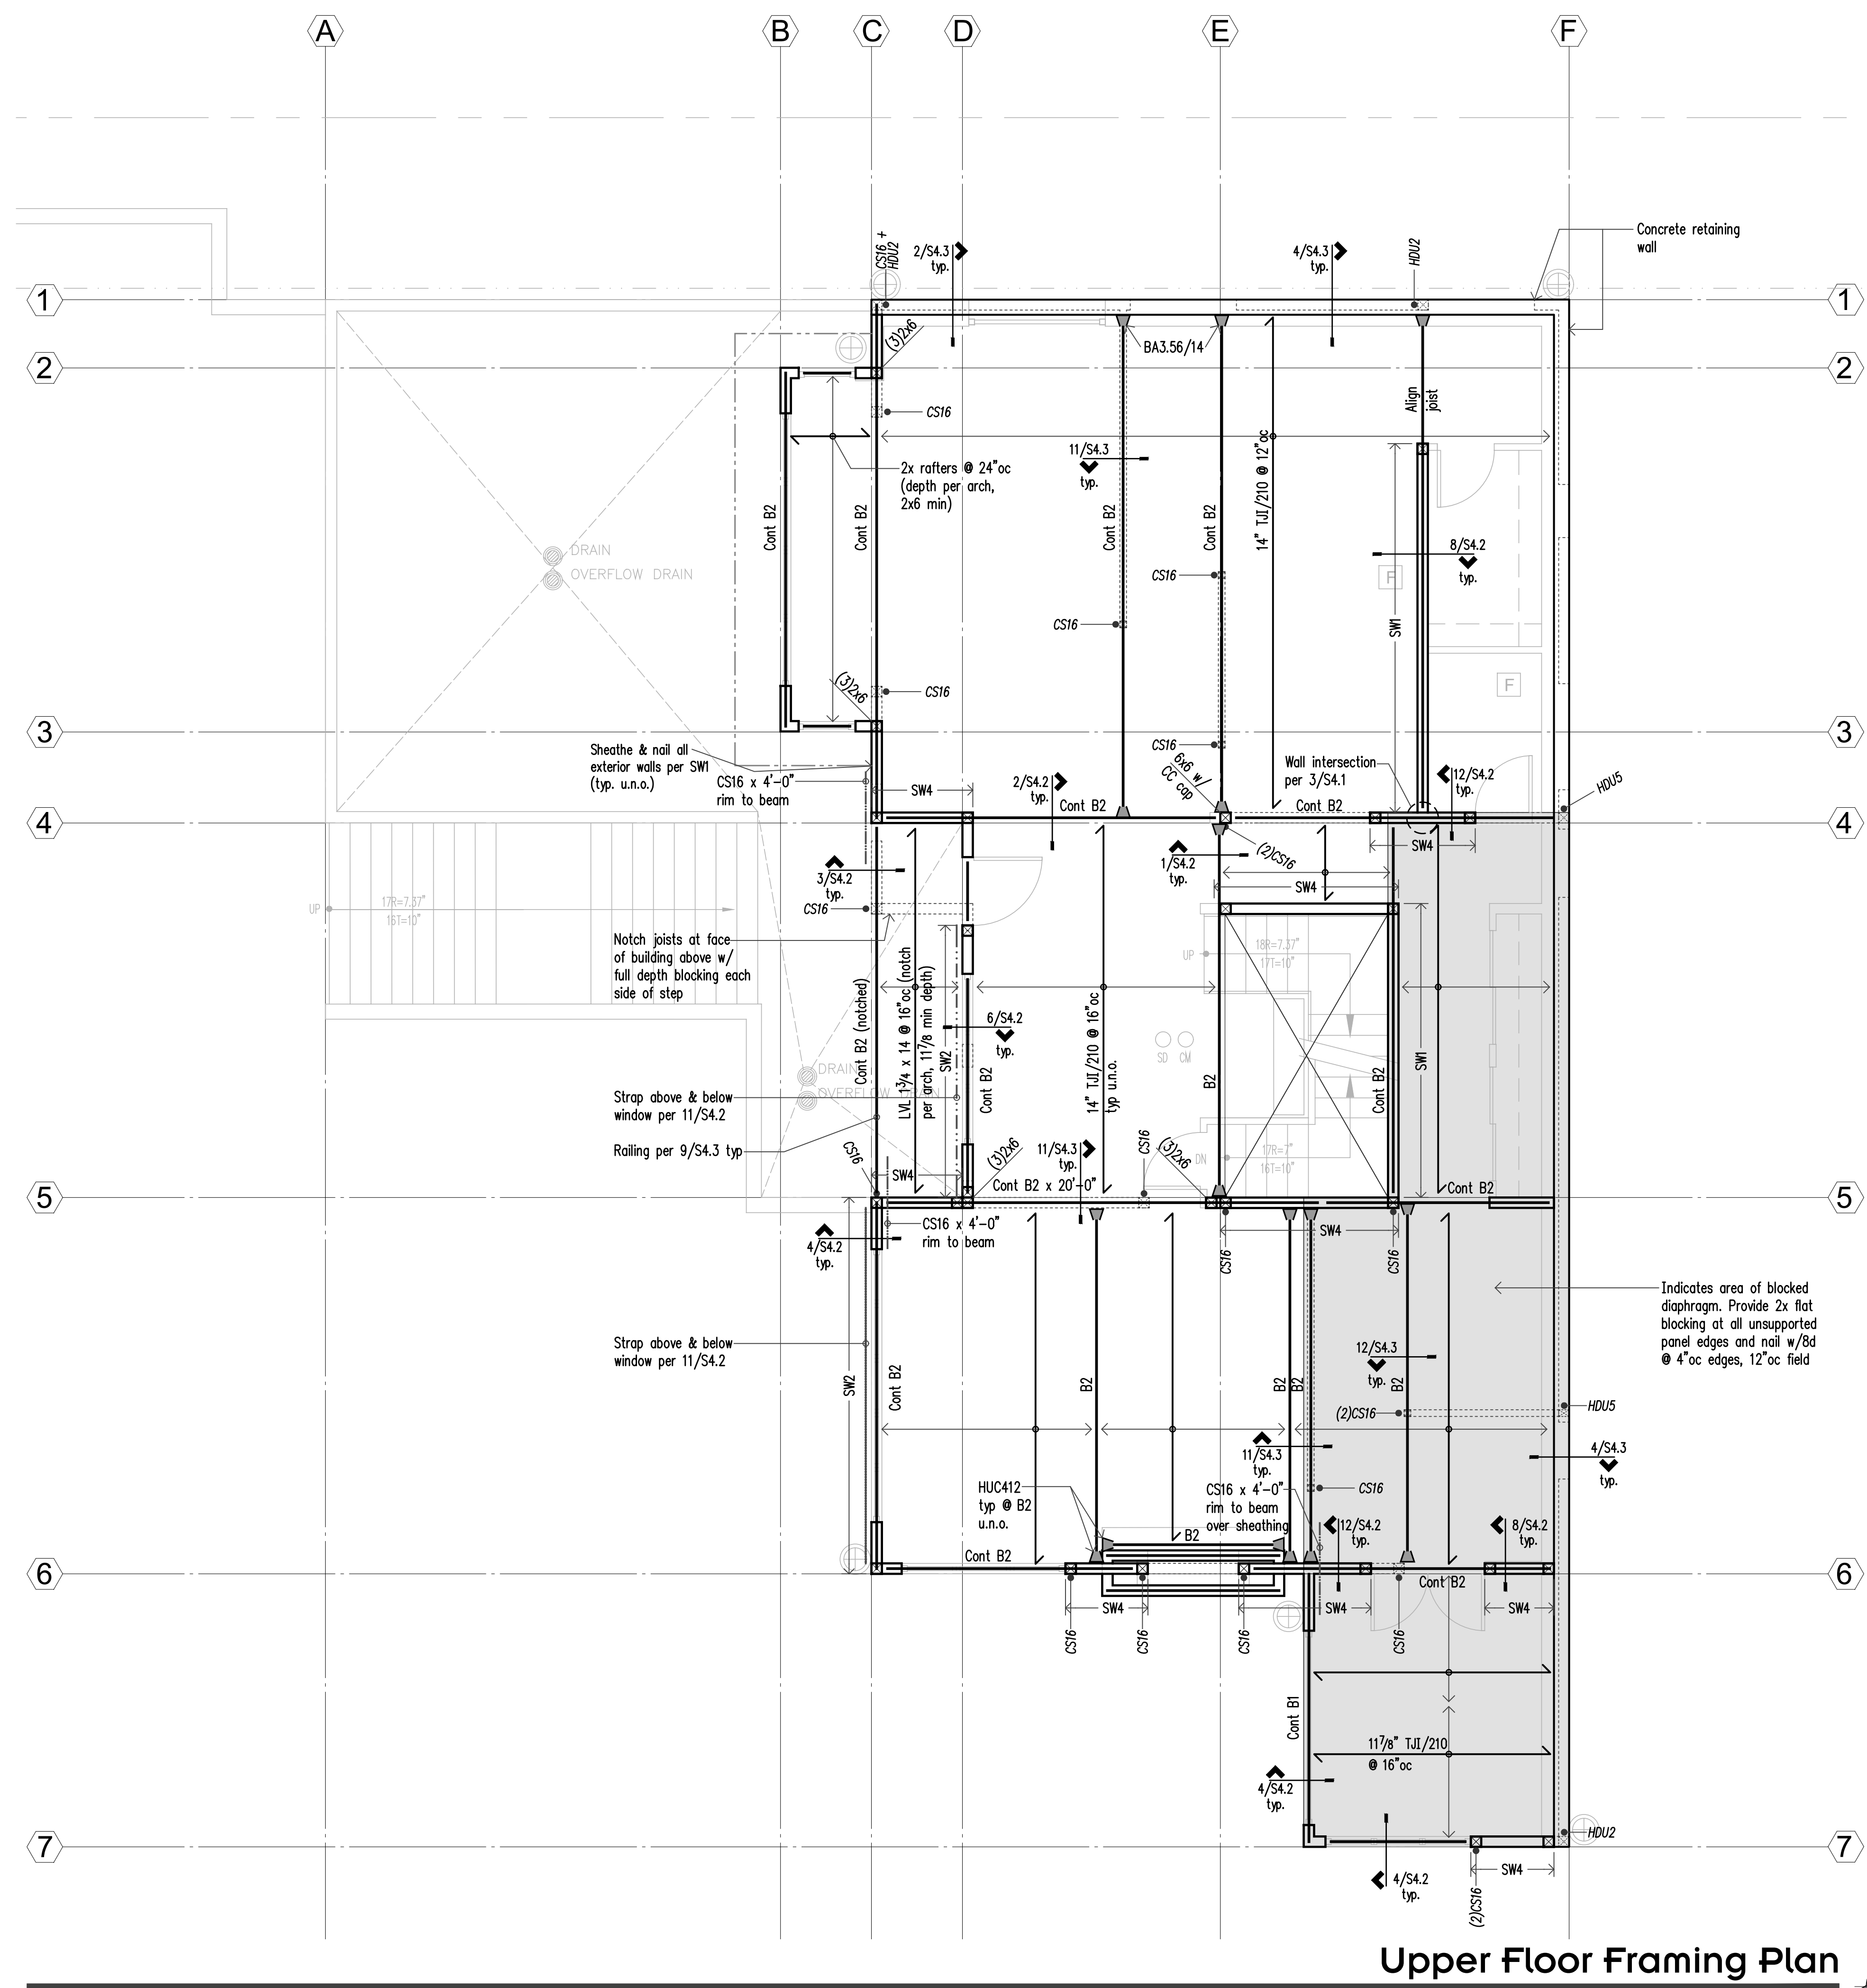 A
B
C
D
E
F
CS16 +
HDU2
2/S4.3
typ.
4/S4.3
typ.
HDU2
Concrete retaining
wall
1
1
(3)2x6
BA3.56/14
2
2
Align
joist
CS16
11/S4.3
typ.
14" TJI/210 @ 12"oc
2x rafters @ 24"oc
(depth per arch,
2x6 min)
Cont B2
Cont B2
Cont B2
Cont B2
8/S4.2
typ.
DRAIN
OVERFLOW DRAIN
CS16
F
CS16
SW1
(3)2x6
CS16
F
3
3
Sheathe & nail all
exterior walls per SW1
(typ. u.n.o.)
CS16
CS16 x 4'-0"
rim to beam
6x6 w/
CC cap
Wall intersection
per 3/S4.1
12/S4.2
typ.
HDU5
SW4
2/S4.2
typ.
Cont B2
Cont B2
4
4
(2)CS16
SW4
3/S4.2
typ.
1/S4.2
typ.
SW4
UP
17R=7.37"
16T=10"
CS16
Notch joists at face
of building above w/
full depth blocking each
side of step
UP
18R=7.37"
17T=10"
Cont B2 (notched)
LVL 1 3/4 x 14 @ 16"oc (notch
per arch, 11 7/8 min depth)
SW2
6/S4.2
typ.
14" TJI/210 @ 16"oc
typ u.n.o.
SD
CM
SW1
DRAIN
OVERFLOW DRAIN
Cont B2
B2
Cont B2
Strap above & below
window per 11/S4.2
Railing per 9/S4.3 typ
CS16
(3)2x6
11/S4.3
typ.
CS16
(3)2x6
DN
17R=7"
16T=10"
SW4
Cont B2 x 20'-0"
Cont B2
5
5
4/S4.2
typ.
CS16 x 4'-0"
rim to beam
CS16
SW4
CS16
Indicates area of blocked
diaphragm. Provide 2x flat
blocking at all unsupported
panel edges and nail w/8d
@ 4"oc edges, 12"oc field
Strap above & below
window per 11/S4.2
12/S4.3
typ.
SW2
Cont B2
B2
B2
B2
B2
(2)CS16
HDU5
11/S4.3
typ.
4/S4.3
typ.
HUC412
typ @ B2
u.n.o.
CS16 x 4'-0"
rim to beam
over sheathing
CS16
12/S4.2
typ.
8/S4.2
typ.
B2
Cont B2
6
6
Cont B2
SW4
SW4
SW4
CS16
CS16
CS16
CS16
Cont B1
11 7/8" TJI/210
@ 16"oc
4/S4.2
typ.
HDU2
7
7
SW4
4/S4.2
typ.
(2)CS16
Upper Floor Framing Plan